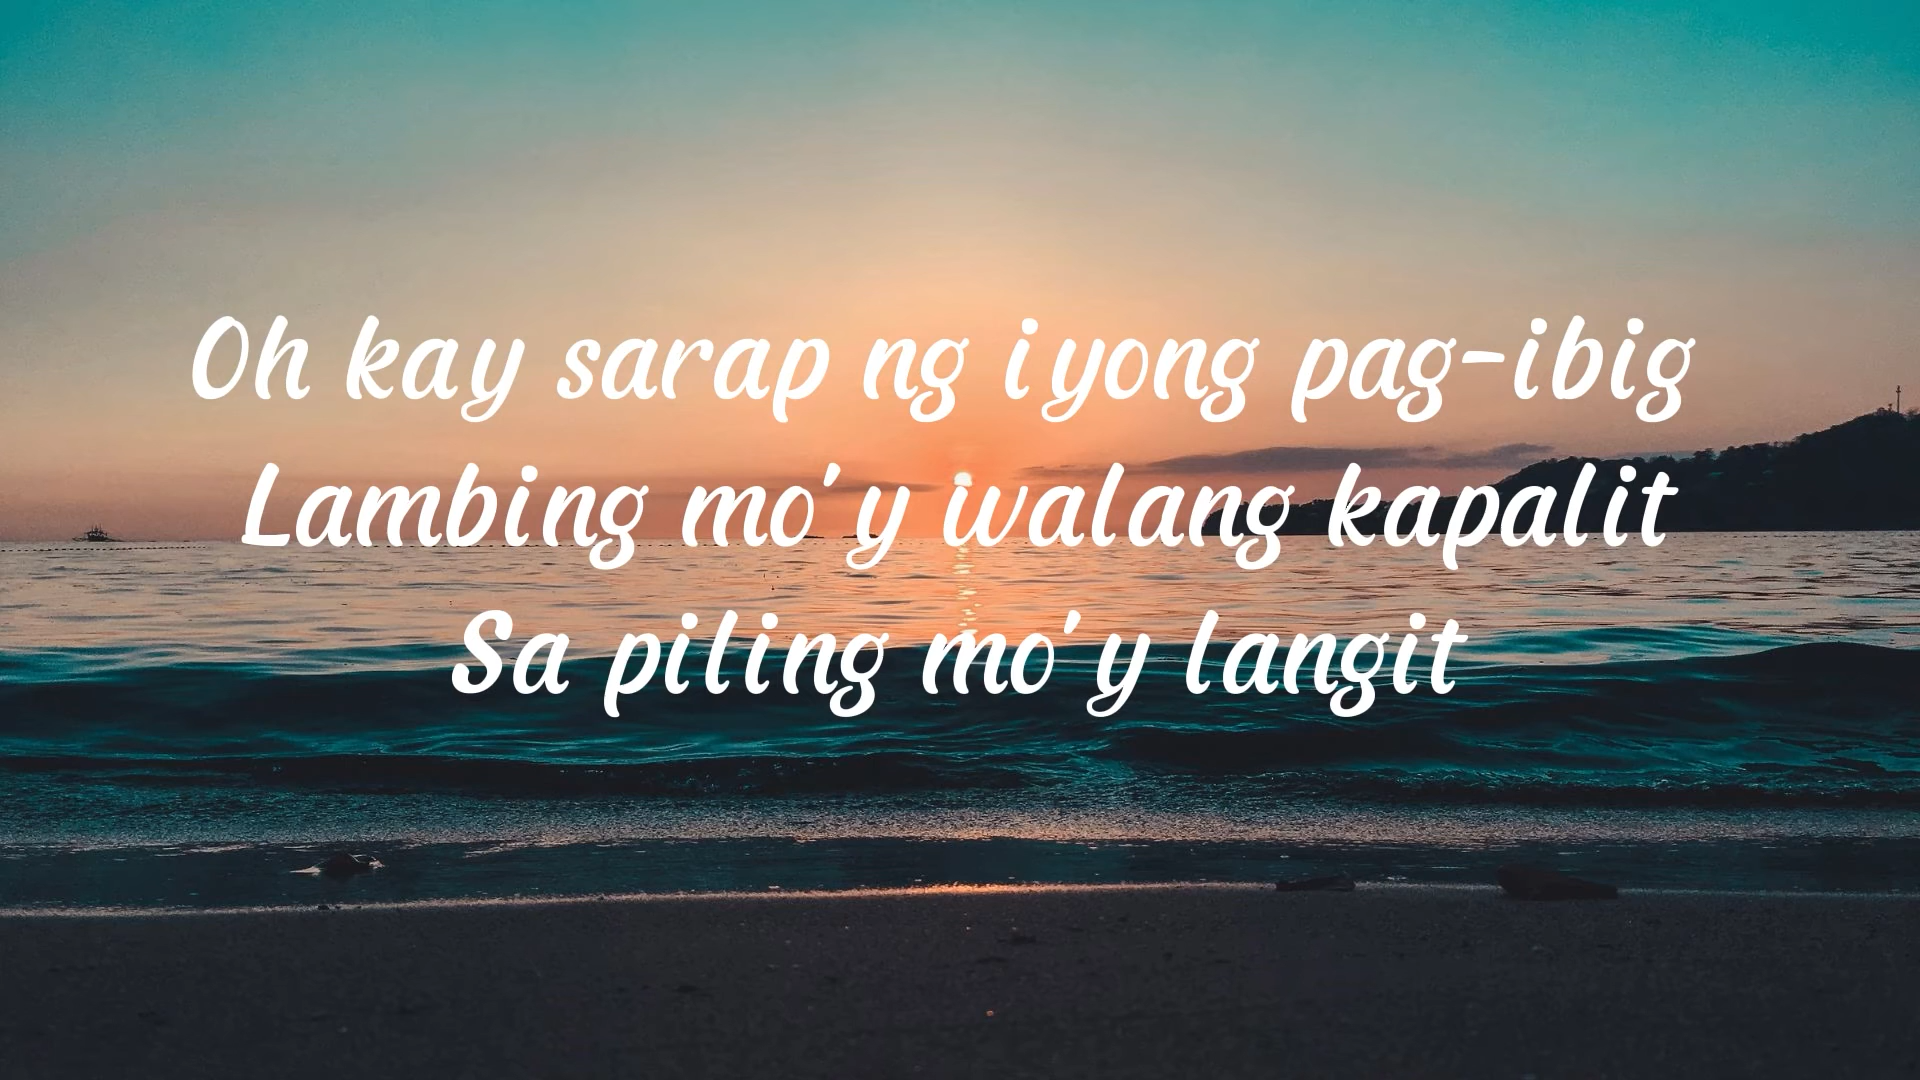 Oh kay sarap ng iyong pag-ibig
Lambing mo'y walang kapalit
Sa piling mo'y langit